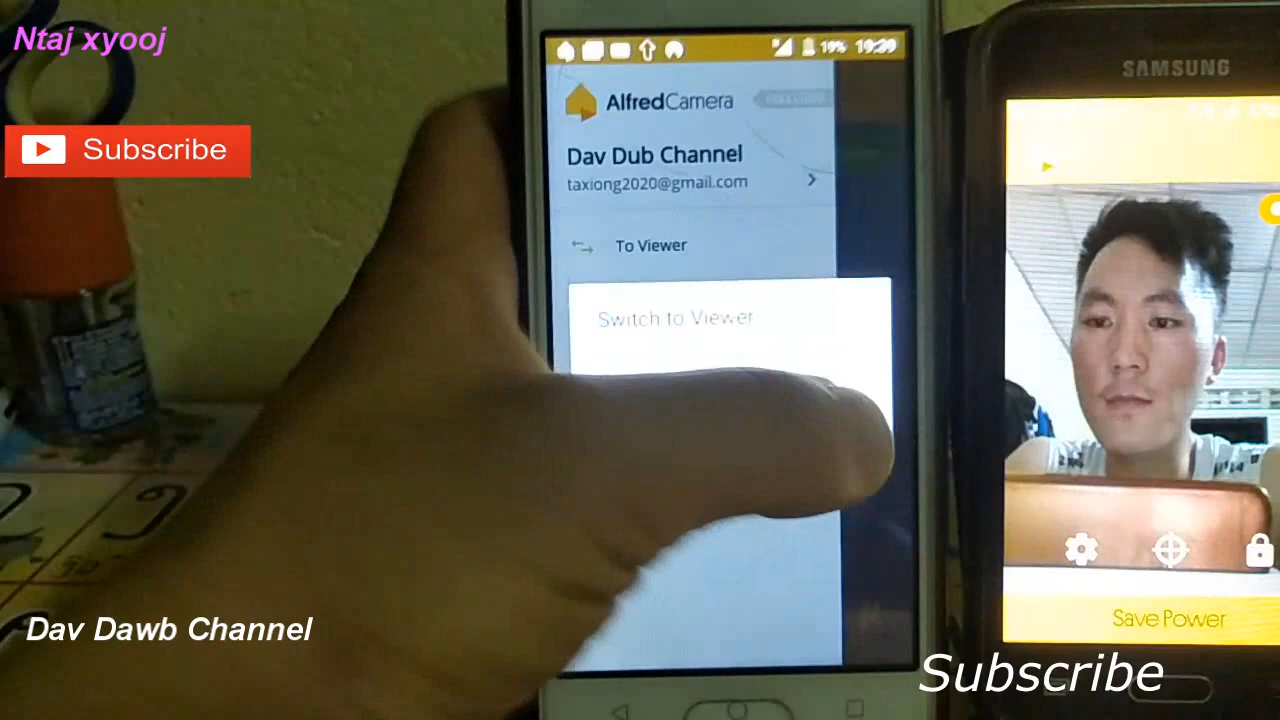 Ntaj xyooj
Subscribe
19% 19:39
AlfredCamera
Dav Dub Channel
taxiong2020@gmail.com
To Viewer
Switch to Viewer
SAMSUNG
Save Power
Dav Dawb Channel
Subscribe